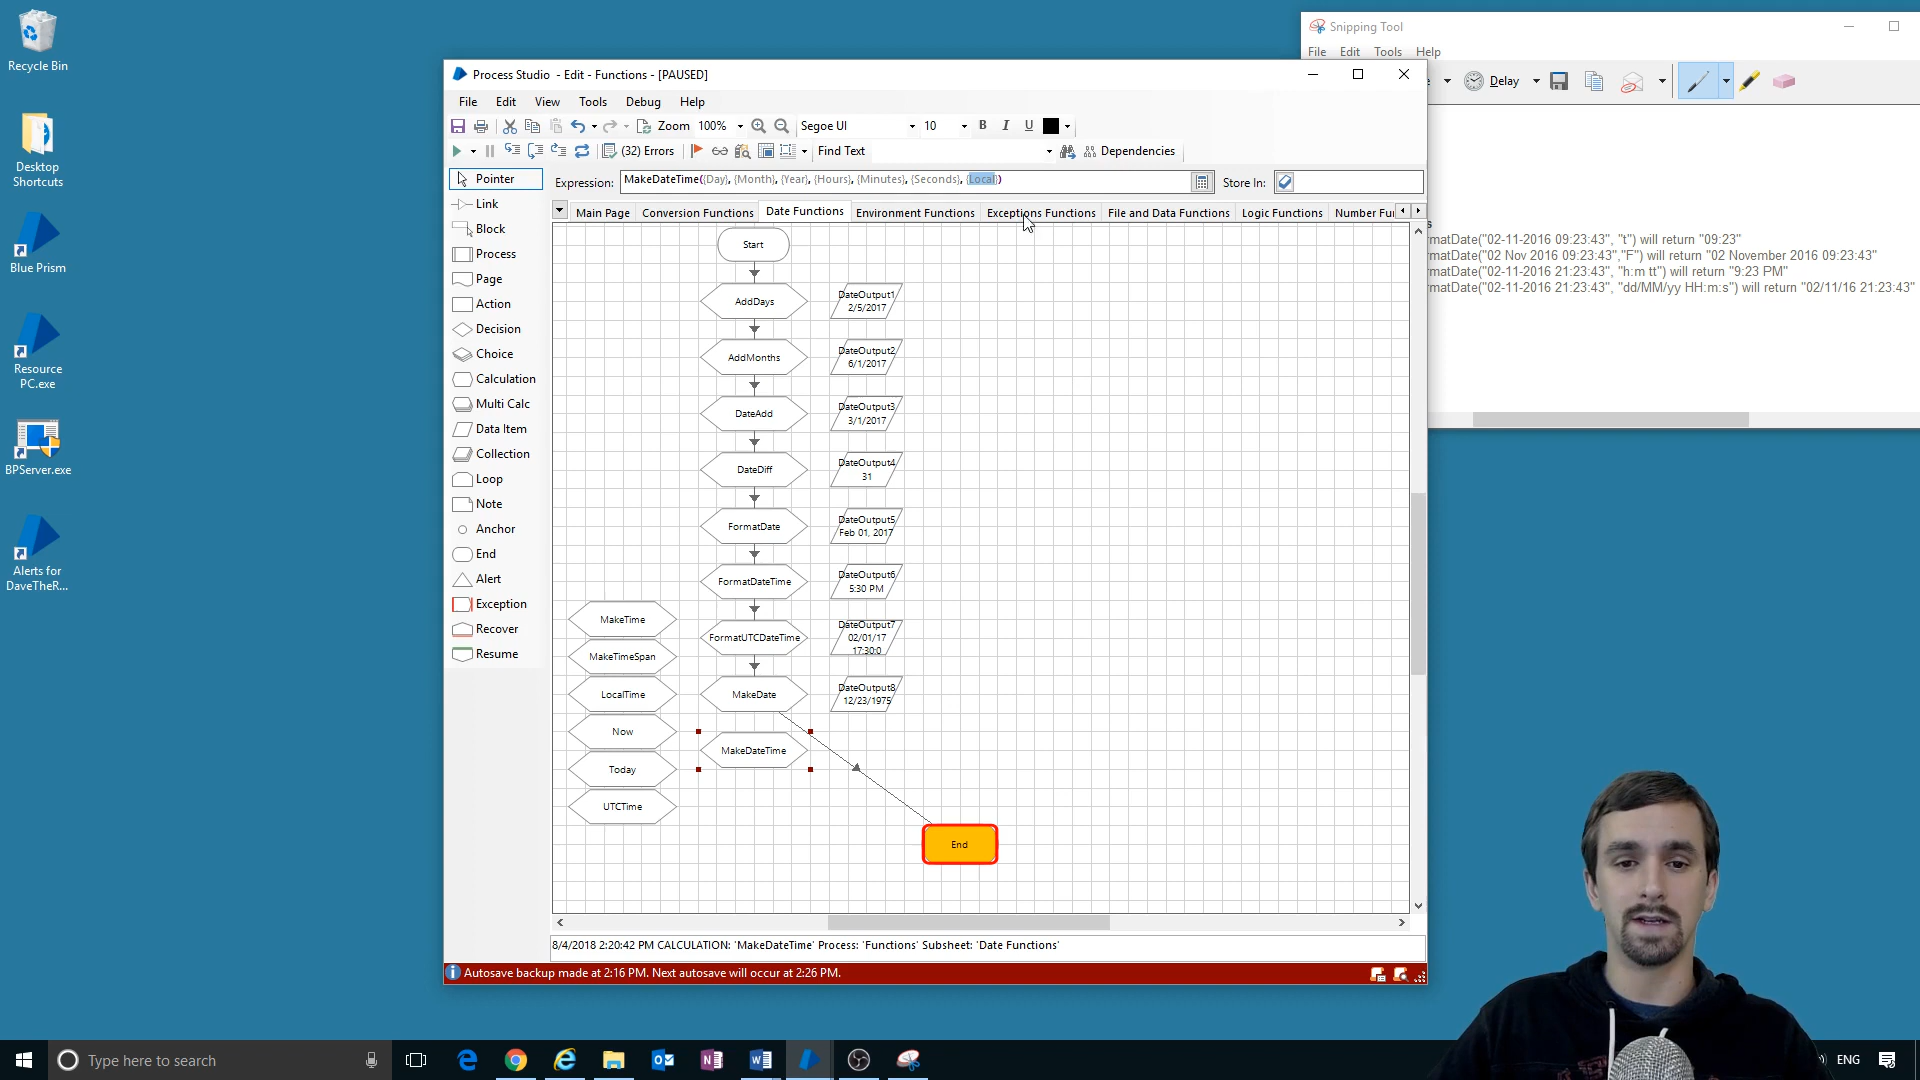 Recycle Bin
Desktop
Shortcuts
Blue Prism
Resource
PC.exe
BPServer.exe
Alerts for
DaveTheR...
Snipping Tool
File Edit Tools Help
Delay
FormatDate("02-11-2016 09:23:43", "t") will return "09:23"
matDate("02 Nov 2016 09:23:43","F") will return "02 November 2016 09:23:43"
matDate("02-11-2016 21:23:43", "h:m tt") will return "9:23 PM"
matDate("02-11-2016 21:23:43", "dd/MM/yy HH:m:s") will return "02/11/16 21:23:43"
Process Studio - Edit - Functions - [PAUSED]
File Edit View Tools Debug Help
Zoom 100% Segoe UI 10 B I U
(32) Errors Find Text Dependencies
Expression: MakeDateTime({Day}, {Month}, {Year}, {Hours}, {Minutes}, {Seconds}, {Local}) Store In:
Main Page Conversion Functions Date Functions Environment Functions Exceptions Functions File and Data Functions Logic Functions Number Fu
Pointer
Link
Block
Process
Page
Action
Decision
Choice
Calculation
Multi Calc
Data Item
Collection
Loop
Note
Anchor
End
Alert
Exception
Recover
Resume
Start
AddDays
DateOutput1
2/5/2017
AddMonths
DateOutput2
6/1/2017
DateAdd
DateOutput3
3/1/2017
DateDiff
DateOutput4
31
FormatDate
DateOutput5
Feb 01, 2017
FormatDateTime
DateOutput6
5:30 PM
FormatUTCDateTime
DateOutput7
02/01/17
17:30:0
MakeDate
DateOutput8
12/23/1975
MakeDateTime
MakeTime
MakeTimeSpan
LocalTime
Now
Today
UTCTime
End
8/4/2018 2:20:42 PM CALCULATION: 'MakeDateTime' Process: 'Functions' Subsheet: 'Date Functions'
Autosave backup made at 2:16 PM. Next autosave will occur at 2:26 PM.
Type here to search
ENG